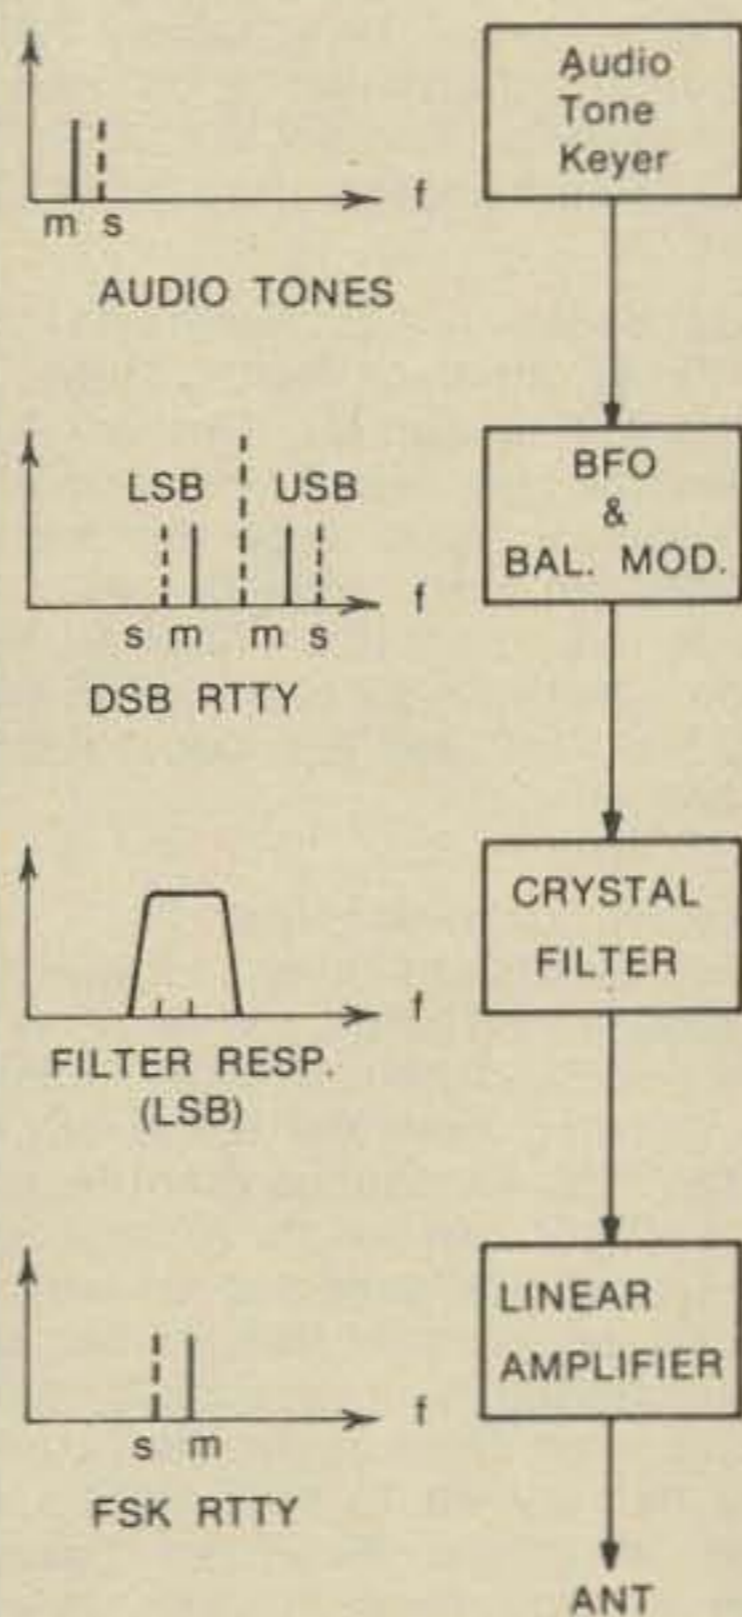 Audio
Tone
Keyer
f
m s
AUDIO TONES
BFO
&
BAL. MOD.
LSB USB
f
s m m s
DSB RTTY
CRYSTAL
FILTER
f
FILTER RESP.
(LSB)
LINEAR
AMPLIFIER
f
s m
FSK RTTY
ANT